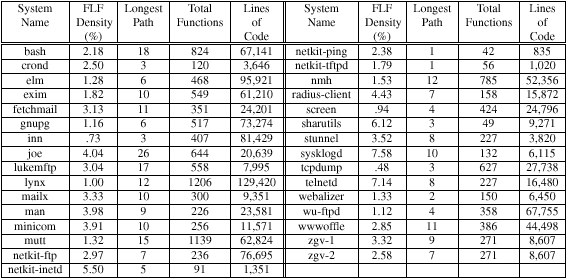 System FLF Longest Total Lines System FLF Longest Total Lines
Name Density Path Functions of Name Density Path Functions of
(%) Code (%) Code
bash 2.18 18 824 67,141 netkit-ping 2.38 1 42 835
crond 2.50 3 120 3,646 netkit-tftpd 1.79 1 56 1,020
elm 1.28 6 468 95,921 nmh 1.53 12 785 52,356
exim 1.82 10 549 61,210 radius-client 4.43 7 158 15,872
fetchmail 3.13 11 351 24,201 screen .94 4 424 24,796
gnupg 1.16 6 517 73,274 sharutils 6.12 3 49 9,271
inn .73 3 407 81,429 stunnel 3.52 8 227 3,820
joe 4.04 26 644 20,639 sysklogd 7.58 10 132 6,115
lukemftp 3.04 17 558 7,995 tcpdump .48 3 627 27,738
lynx 1.00 12 1206 129,420 telnetd 7.14 8 227 16,480
mailx 3.33 10 300 9,351 webalizer 1.33 2 150 6,450
man 3.98 9 226 23,581 wu-ftpd 1.12 4 358 67,755
minicom 3.91 10 256 11,571 wwwoffle 2.85 11 386 44,498
mutt 1.32 15 1139 62,824 zgv-1 3.32 9 271 8,607
netkit-ftp 2.97 7 236 76,695 zgv-2 2.58 7 271 8,607
netkit-inetd 5.50 5 91 1,351